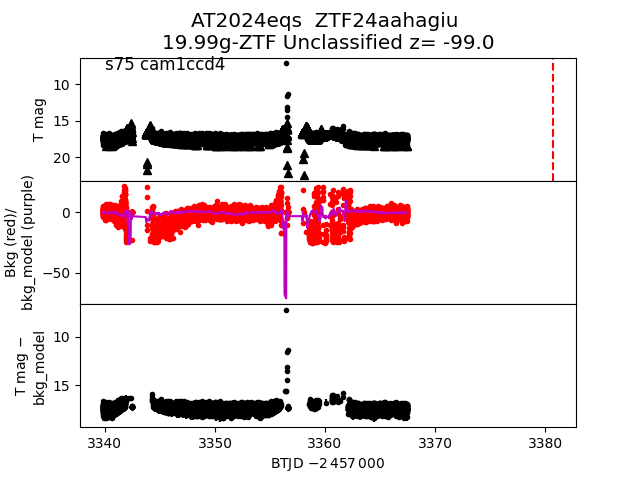 AT2024eqs  ZTF24aahagiu
19.99g-ZTF Unclassified z= -99.0
s75 cam1ccd4
T mag
10
15
20
Bkg (red)/
bkg_model (purple)
0
−50
T mag −
bkg_model
10
15
3340
3350
3360
3370
3380
BTJD −2 457 000